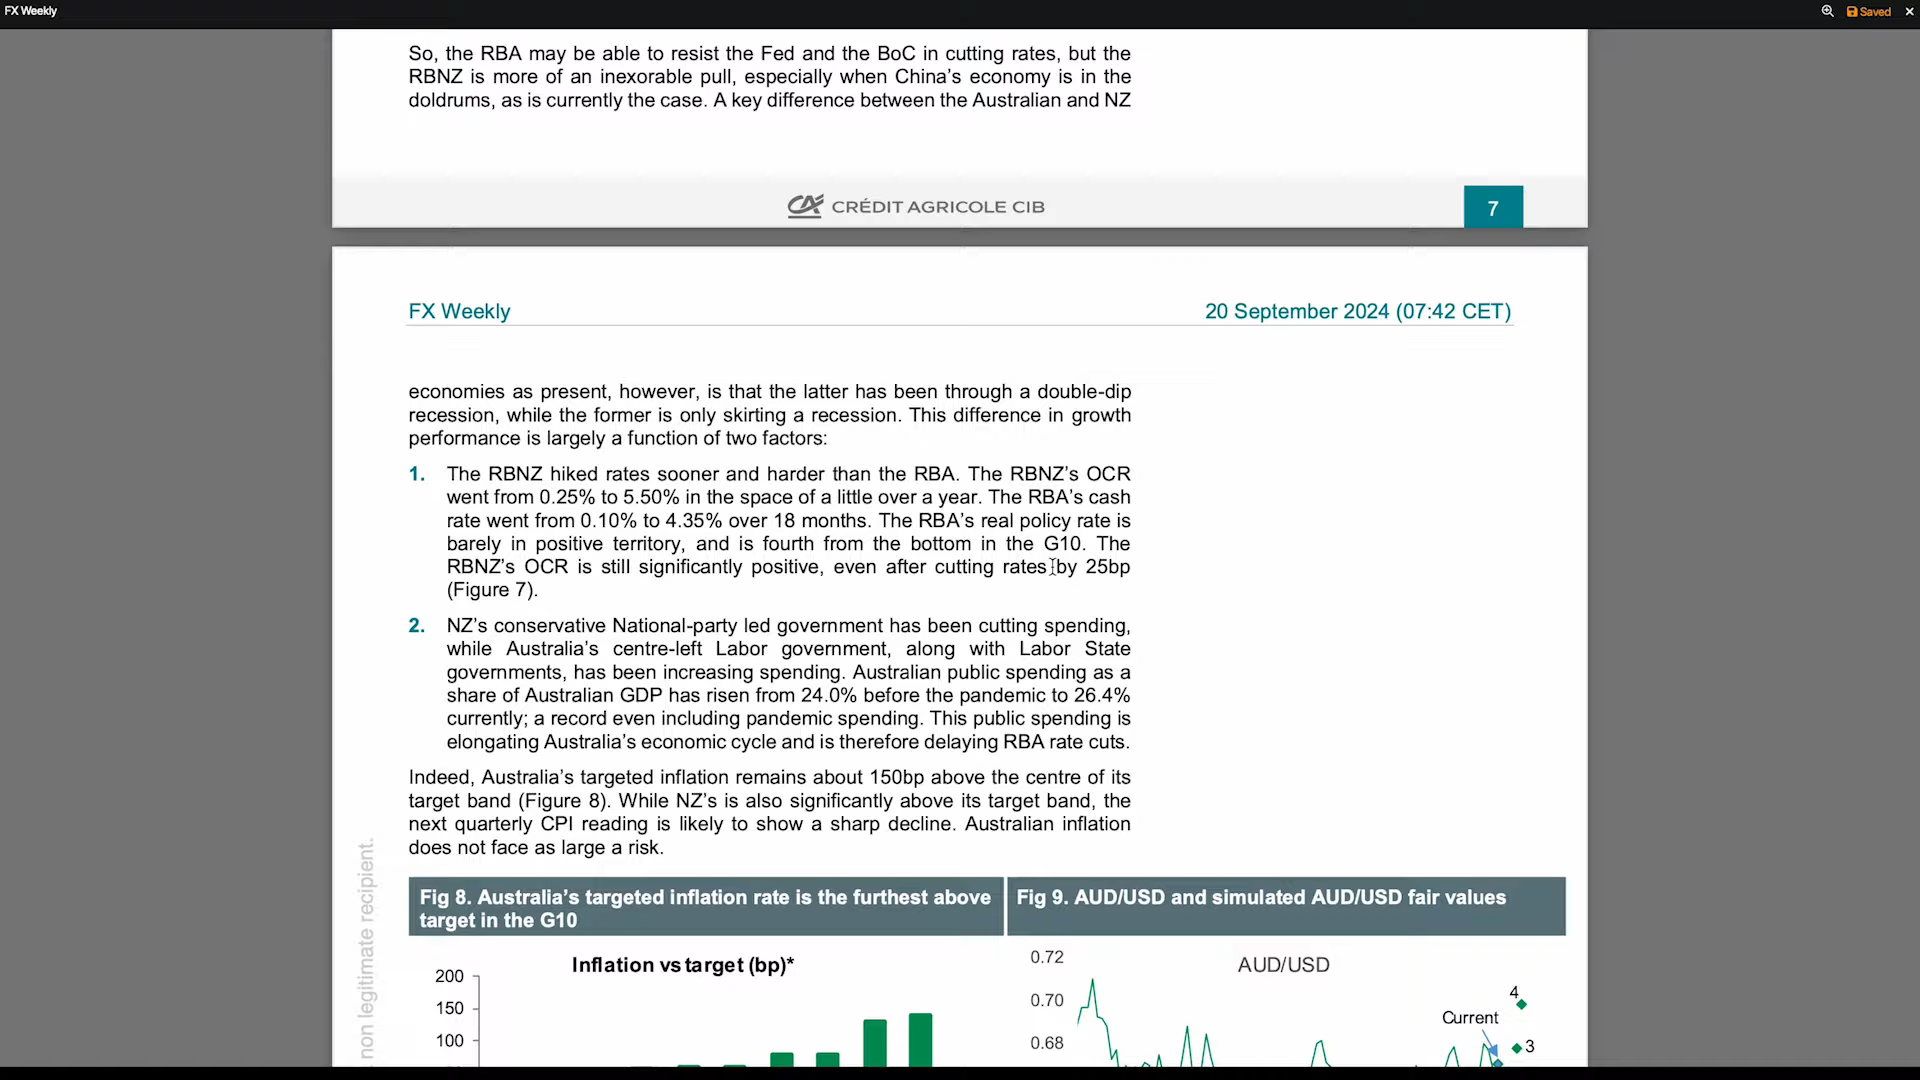 FX Weekly
Saved
So, the RBA may be able to resist the Fed and the BoC in cutting rates, but the
RBNZ is more of an inexorable pull, especially when China's economy is in the
doldrums, as is currently the case. A key difference between the Australian and NZ
CRÉDIT AGRICOLE CIB
7
FX Weekly
20 September 2024 (07:42 CET)
economies as present, however, is that the latter has been through a double-dip
recession, while the former is only skirting a recession. This difference in growth
performance is largely a function of two factors:
1. The RBNZ hiked rates sooner and harder than the RBA. The RBNZ's OCR
went from 0.25% to 5.50% in the space of a little over a year. The RBA's cash
rate went from 0.10% to 4.35% over 18 months. The RBA's real policy rate is
barely in positive territory, and is fourth from the bottom in the G10. The
RBNZ's OCR is still significantly positive, even after cutting rates by 25bp
(Figure 7).
2. NZ's conservative National-party led government has been cutting spending,
while Australia's centre-left Labor government, along with Labor State
governments, has been increasing spending. Australian public spending as a
share of Australian GDP has risen from 24.0% before the pandemic to 26.4%
currently; a record even including pandemic spending. This public spending is
elongating Australia's economic cycle and is therefore delaying RBA rate cuts.
Indeed, Australia's targeted inflation remains about 150bp above the centre of its
target band (Figure 8). While NZ's is also significantly above its target band, the
next quarterly CPI reading is likely to show a sharp decline. Australian inflation
does not face as large a risk.
non legitimate recipient.
Fig 8. Australia's targeted inflation rate is the furthest above
target in the G10
Inflation vs target (bp)*
200
150
100
Fig 9. AUD/USD and simulated AUD/USD fair values
AUD/USD
0.72
0.70
0.68
4
Current
3